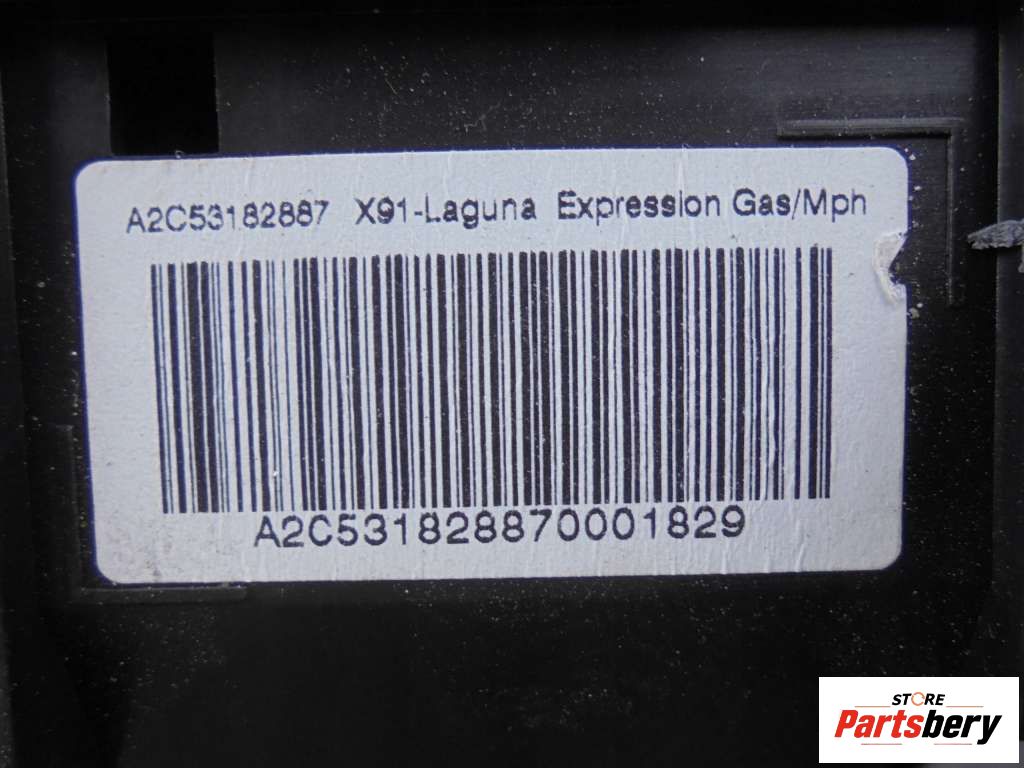 A2C53182887 X91-Laguna Expression Gas/Mph
A2C531828870001829
STORE
Partsbery